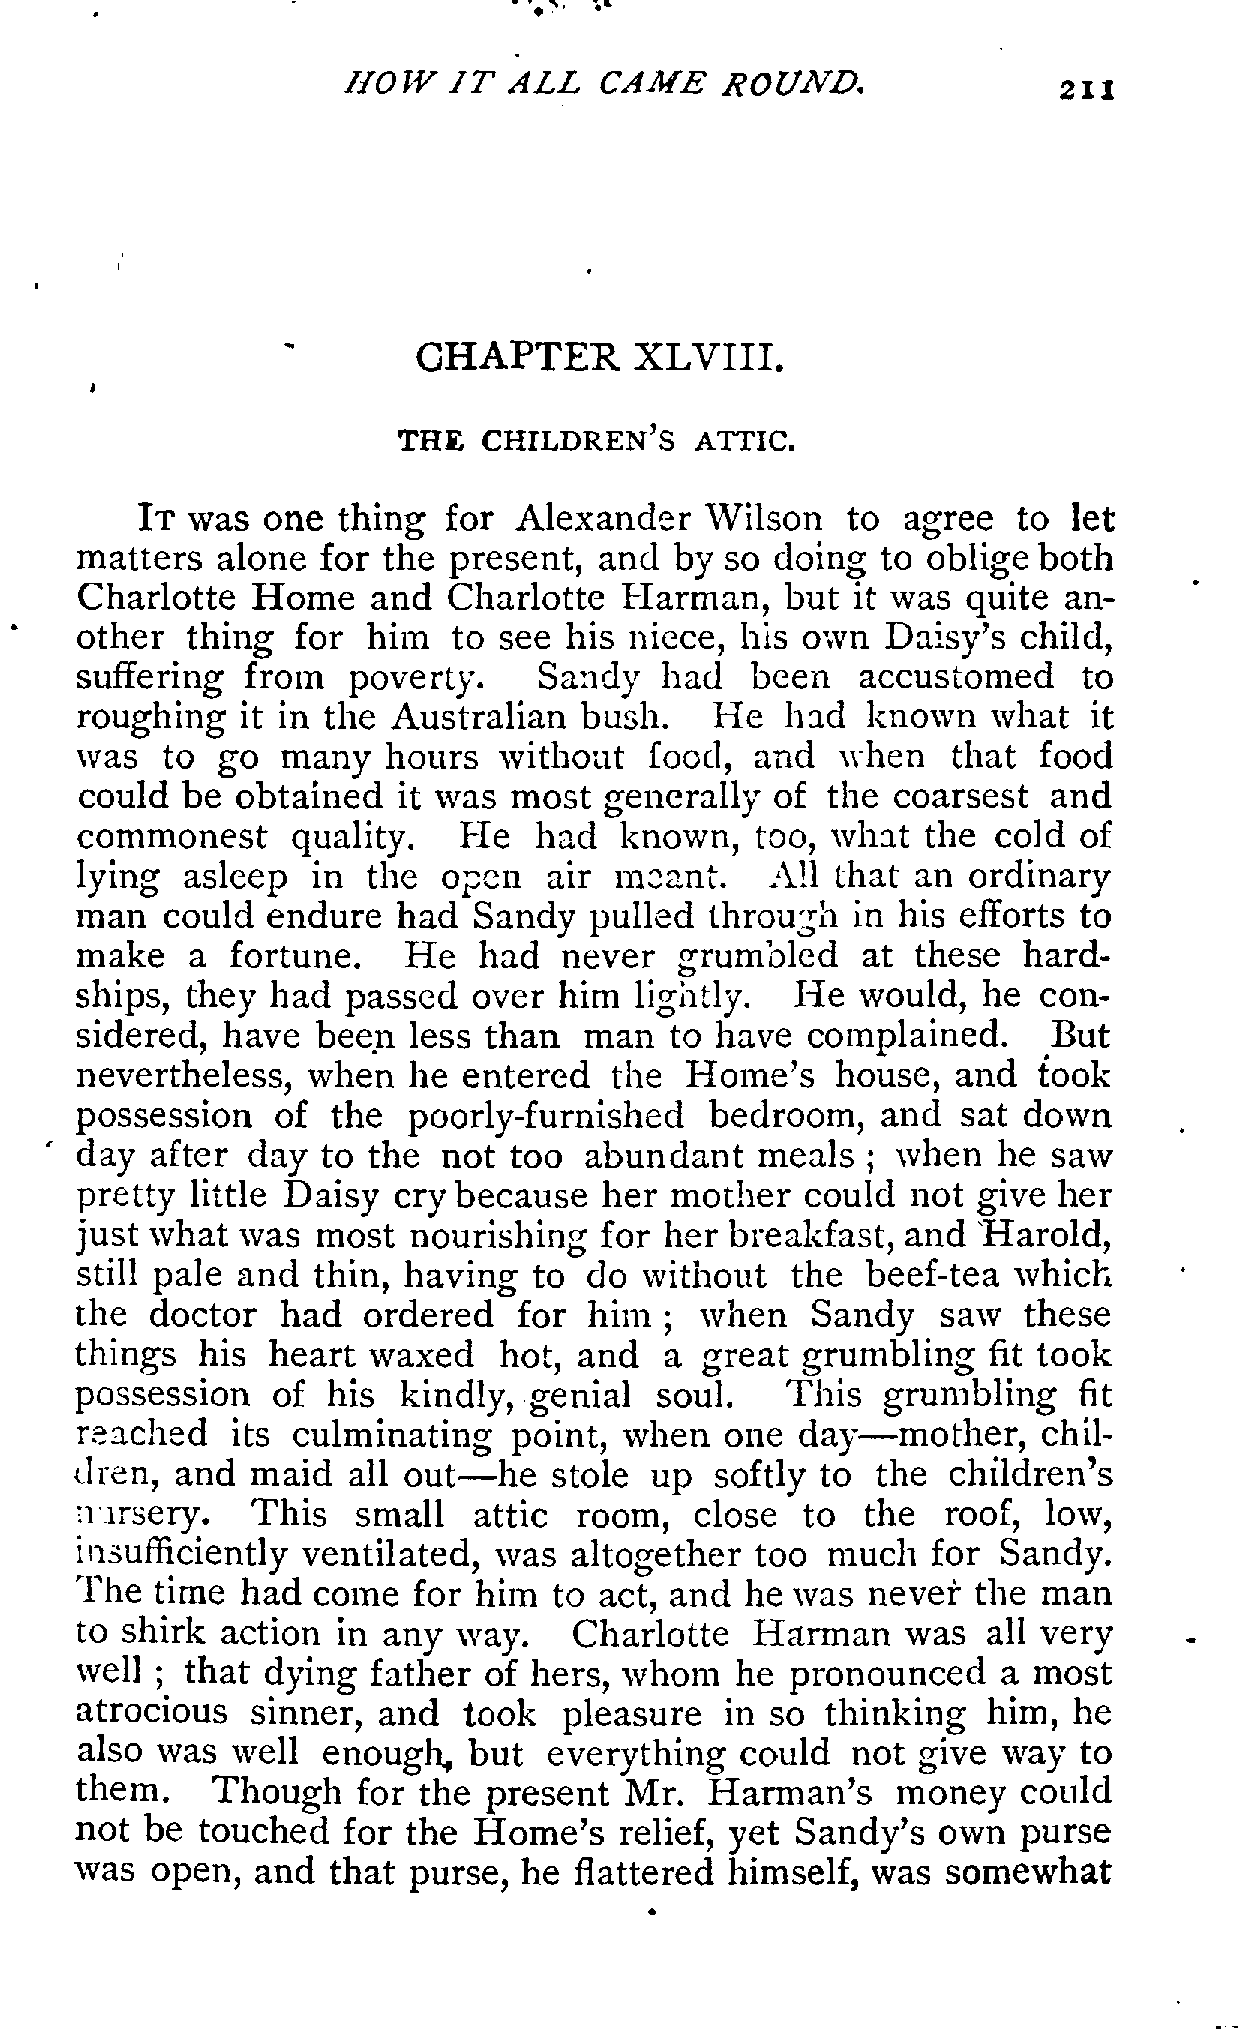 HOW IT ALL CAME ROUND. 211
CHAPTER XLVIII.
THE CHILDREN'S ATTIC.
IT was one thing for Alexander Wilson to agree to let
matters alone for the present, and by so doing to oblige both
Charlotte Home and Charlotte Harman, but it was quite an-
other thing for him to see his niece, his own Daisy's child,
suffering from poverty. Sandy had been accustomed to
roughing it in the Australian bush. He had known what it
was to go many hours without food, and when that food
could be obtained it was most generally of the coarsest and
commonest quality. He had known, too, what the cold of
lying asleep in the open air meant. All that an ordinary
man could endure had Sandy pulled through in his efforts to
make a fortune. He had never grumbled at these hard-
ships, they had passed over him lightly. He would, he con-
sidered, have been less than man to have complained. But
nevertheless, when he entered the Home's house, and took
possession of the poorly-furnished bedroom, and sat down
day after day to the not too abundant meals ; when he saw
pretty little Daisy cry because her mother could not give her
just what was most nourishing for her breakfast, and Harold,
still pale and thin, having to do without the beef-tea which
the doctor had ordered for him ; when Sandy saw these
things his heart waxed hot, and a great grumbling fit took
possession of his kindly, genial soul. This grumbling fit
reached its culminating point, when one day—mother, chil-
dren, and maid all out—he stole up softly to the children's
nursery. This small attic room, close to the roof, low,
insufficiently ventilated, was altogether too much for Sandy.
The time had come for him to act, and he was never the man
to shirk action in any way. Charlotte Harman was all very
well ; that dying father of hers, whom he pronounced a most
atrocious sinner, and took pleasure in so thinking him, he
also was well enough, but everything could not give way to
them. Though for the present Mr. Harman's money could
not be touched for the Home's relief, yet Sandy's own purse
was open, and that purse, he flattered himself, was somewhat